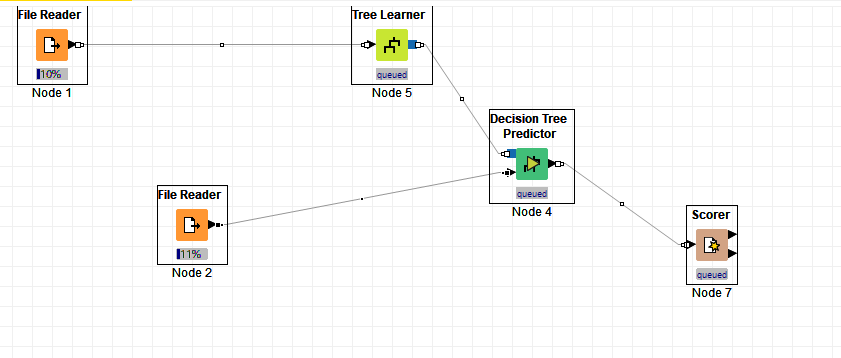 File Reader
10%
Node 1
Tree Learner
queued
Node 5
Decision Tree
Predictor
queued
Node 4
File Reader
11%
Node 2
Scorer
queued
Node 7